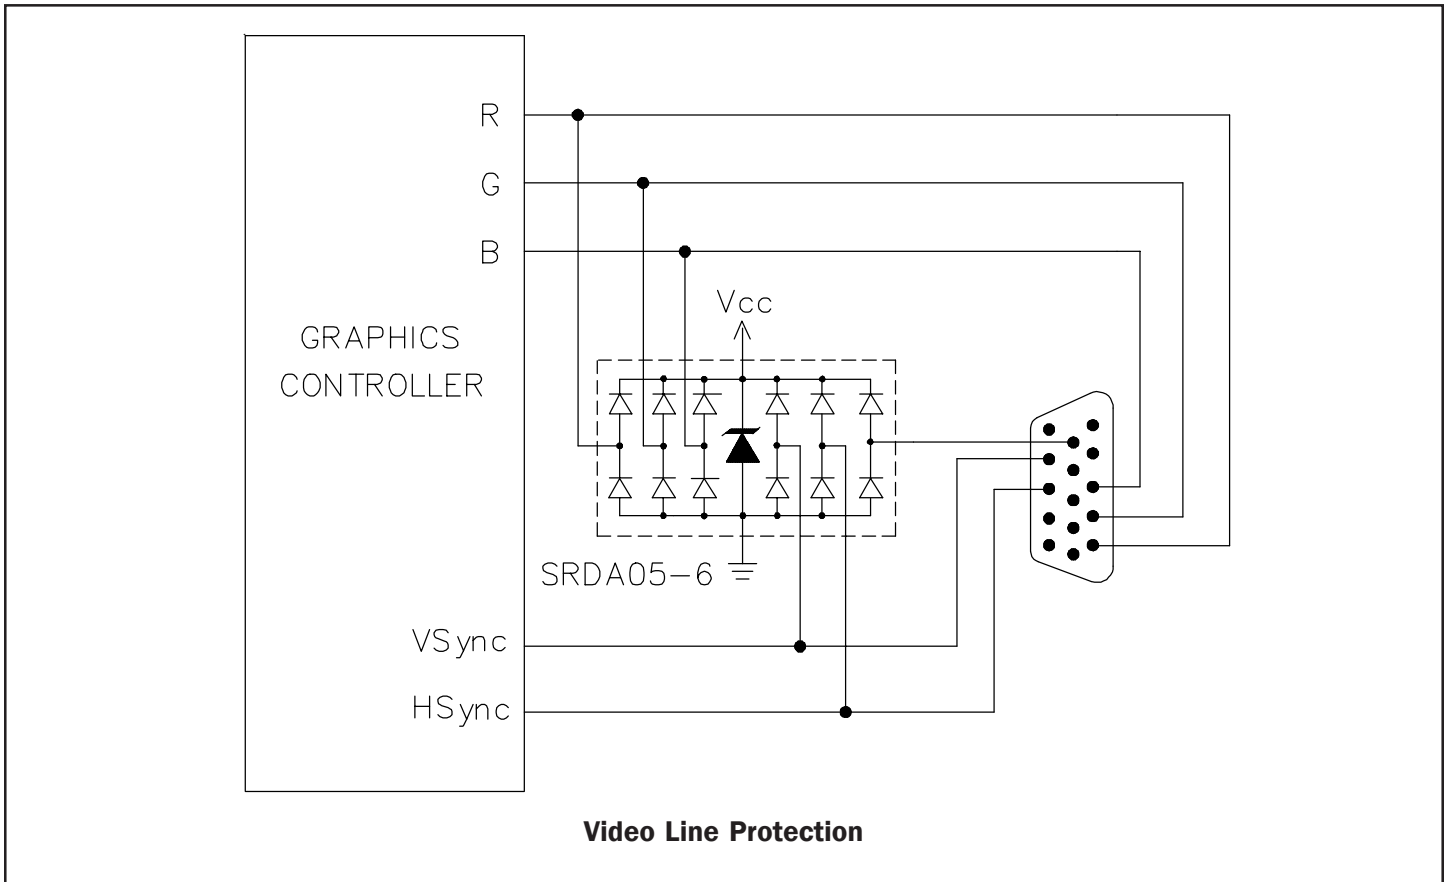 R
G
B
Vcc
GRAPHICS
CONTROLLER
SRDA05-6
VSync
HSync
Video Line Protection